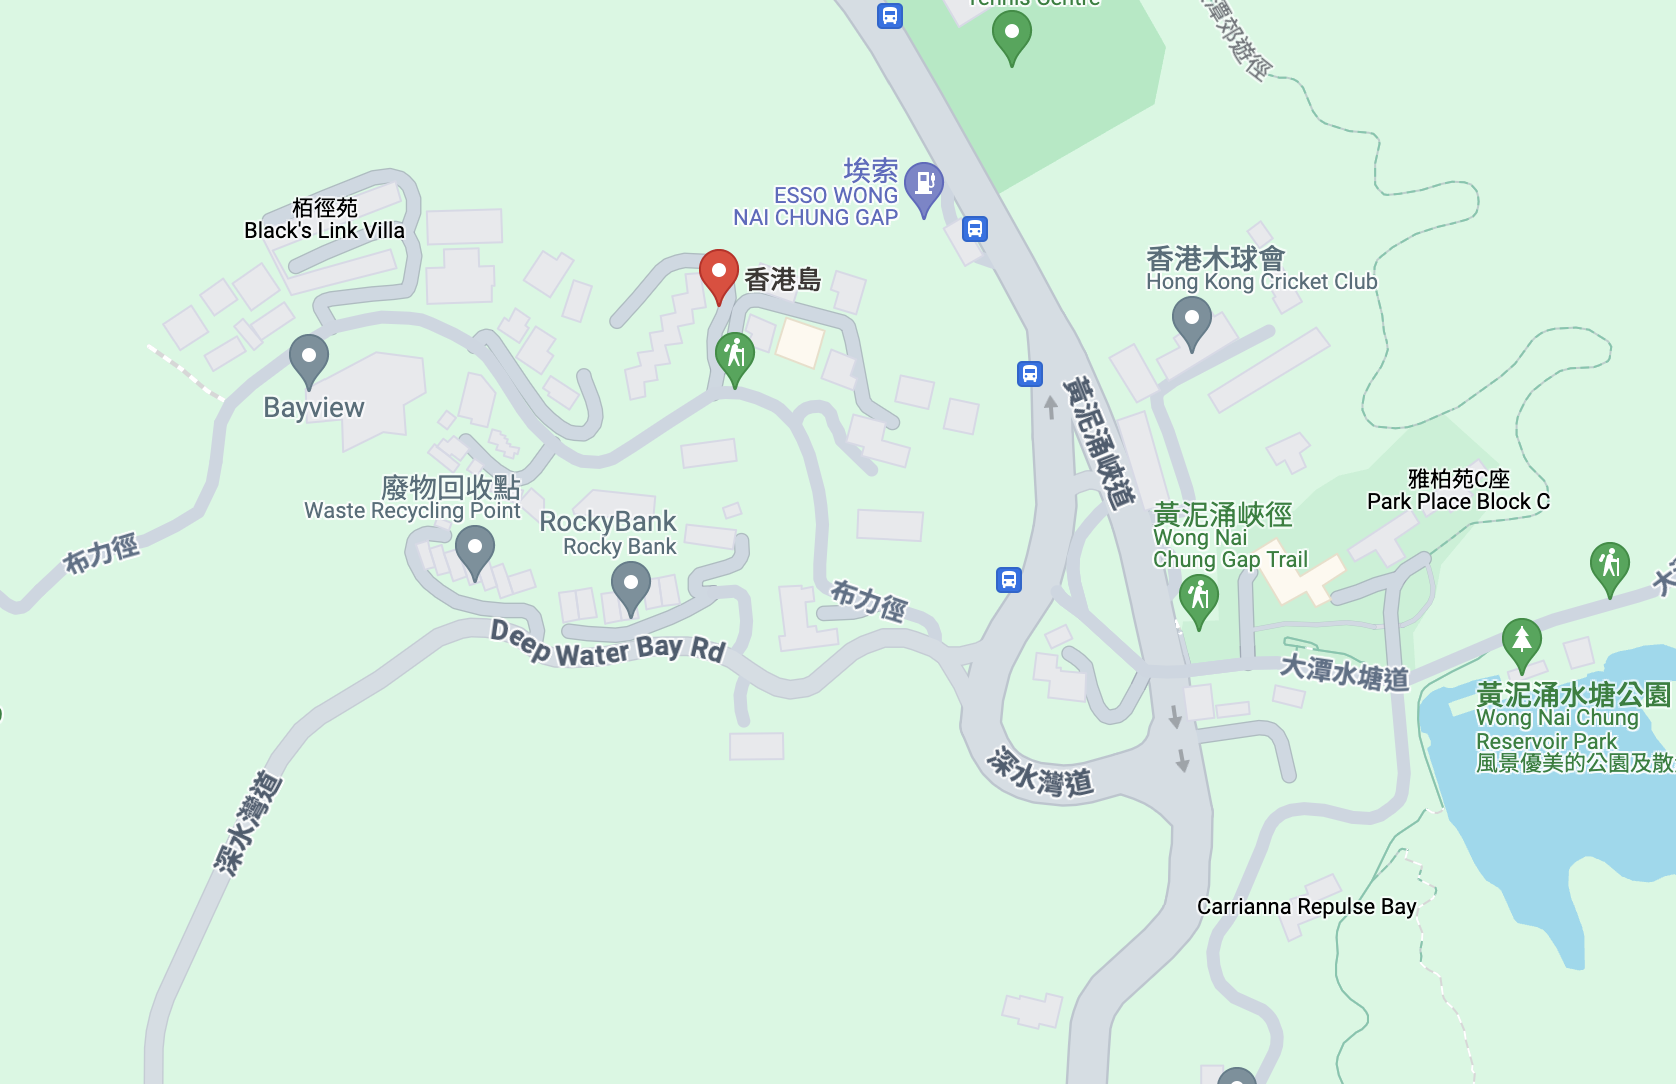 Tennis Centre
潭郊遊徑
埃索
ESSO WONG
NAI CHUNG GAP
栢徑苑
Black's Link Villa
香港島
香港木球會
Hong Kong Cricket Club
Bayview
黃泥涌峽道
廢物回收點
Waste Recycling Point
RockyBank
Rocky Bank
雅柏苑C座
Park Place Block C
黃泥涌峽徑
Wong Nai
Chung Gap Trail
布力徑
布力徑
Deep Water Bay Rd
大潭水塘道
黃泥涌水塘公園
Wong Nai Chung
Reservoir Park
風景優美的公園及散
深水灣道
深水灣道
Carrianna Repulse Bay